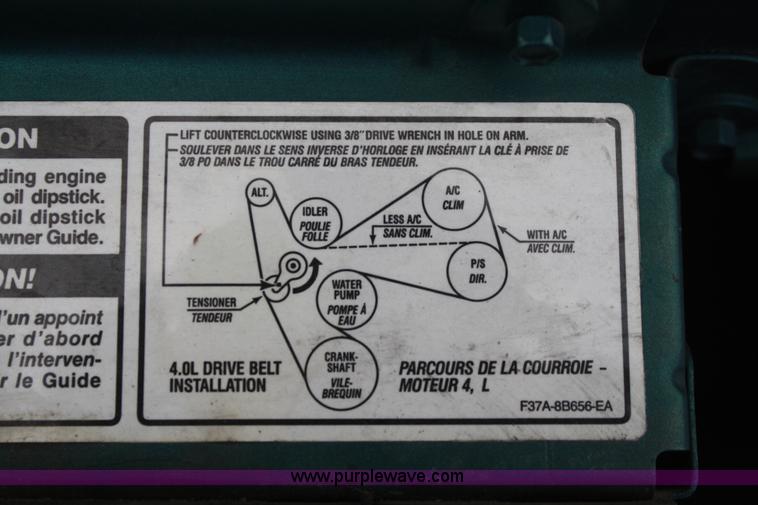 ON
ding engine
oil dipstick.
oil dipstick
wner Guide.
ON!
d'un appoint
er d'abord
l'interven-
r le Guide
LIFT COUNTERCLOCKWISE USING 3/8" DRIVE WRENCH IN HOLE ON ARM.
SOULEVER DANS LE SENS INVERSE D'HORLOGE EN INSÉRANT LA CLÉ À PRISE DE
3/8 PO DANS LE TROU CARRÉ DU BRAS TENDEUR.
ALT.
IDLER
POULIE
FOLLE
A/C
CLIM
LESS A/C
SANS CLIM.
WITH A/C
AVEC CLIM.
P/S
DIR.
TENSIONER
TENDEUR
WATER
PUMP
POMPE À
EAU
CRANK-
SHAFT
VILE-
BREQUIN
4.0L DRIVE BELT
INSTALLATION
PARCOURS DE LA COURROIE –
MOTEUR 4, L
F37A-8B656-EA
www.purplewave.com